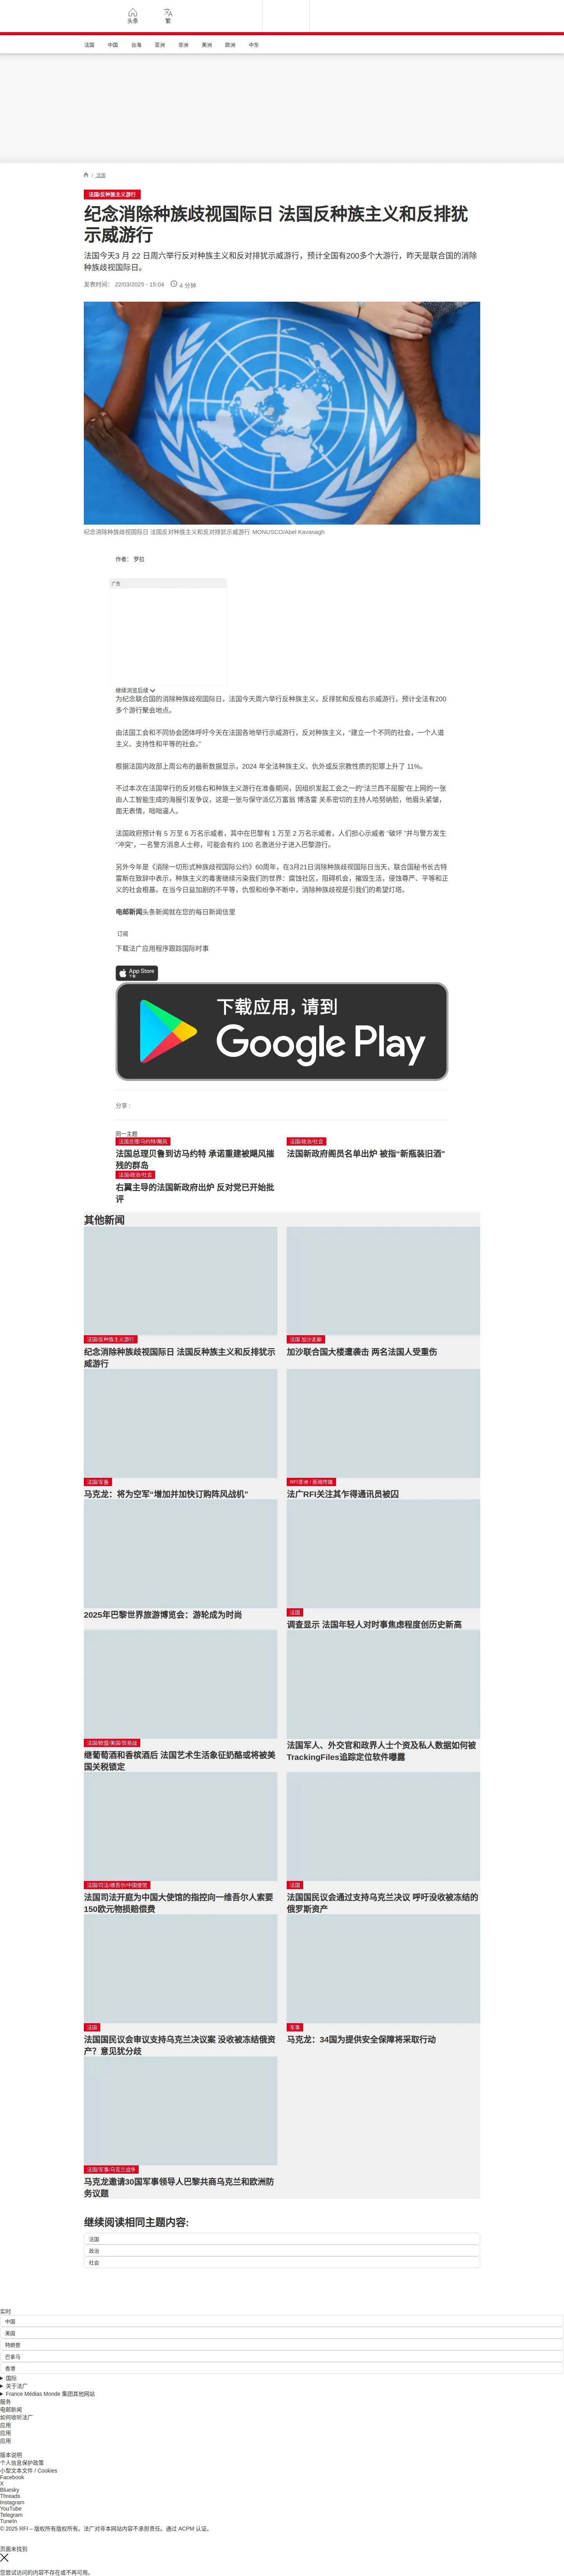 头条
繁
法国
中国
台海
亚洲
非洲
美洲
欧洲
中东
/ 法国
法国/反种族主义游行
纪念消除种族歧视国际日 法国反种族主义和反排犹
示威游行
法国今天3 月 22 日周六举行反对种族主义和反对排犹示威游行，预计全国有200多个大游行，昨天是联合国的消除
种族歧视国际日。
发表时间： 22/03/2025 - 15:04
4 分钟
纪念消除种族歧视国际日 法国反对种族主义和反对排犹示威游行 MONUSCO/Abel Kavanagh
作者： 罗拉
广告
继续浏览后续
为纪念联合国的消除种族歧视国际日，法国今天周六举行反种族主义，反排犹和反极右示威游行，预计全法有200
多个游行聚会地点。
由法国工会和不同协会团体呼吁今天在法国各地举行示威游行，反对种族主义，“建立一个不同的社会，一个人道
主义、支持性和平等的社会。”
根据法国内政部上周公布的最新数据显示，2024 年全法种族主义、仇外或反宗教性质的犯罪上升了 11%。
不过本次在法国举行的反对极右和种族主义游行在准备期间，因组织发起工会之一的“法兰西不屈服”在上网的一张
由人工智能生成的海报引发争议，这是一张与保守派亿万富翁 博洛雷 关系密切的主持人哈努纳脸，他眉头紧皱，
面无表情，咄咄逼人。
法国政府预计有 5 万至 6 万名示威者，其中在巴黎有 1 万至 2 万名示威者，人们担心示威者 “破坏 ”并与警方发生
“冲突”，一名警方消息人士称，可能会有约 100 名激进分子进入巴黎游行。
另外今年是《消除一切形式种族歧视国际公约》60周年，在3月21日消除种族歧视国际日当天，联合国秘书长古特
雷斯在致辞中表示，种族主义的毒害继续污染我们的世界：腐蚀社区，阻碍机会，摧毁生活，侵蚀尊严、平等和正
义的社会根基。在当今日益加剧的不平等，仇恨和纷争不断中，消除种族歧视是引我们的希望灯塔。
电邮新闻头条新闻就在您的每日新闻信里
订阅
下载法广应用程序跟踪国际时事
App Store
下载
下载应用，请到
Google Play
分享 :
同一主题
法国总理/马约特/飓风
法国总理贝鲁到访马约特 承诺重建被飓风摧
残的群岛
法国/政治/社会
法国新政府阁员名单出炉 被指"新瓶装旧酒"
法国/政治/社会
右翼主导的法国新政府出炉 反对党已开始批
评
其他新闻
法国/反种族主义游行
纪念消除种族歧视国际日 法国反种族主义和反排犹示
威游行
法国 加沙走廊
加沙联合国大楼遭袭击 两名法国人受重伤
法国/军备
马克龙：将为空军“增加并加快订购阵风战机”
RFI非洲 / 新闻传媒
法广RFI关注其乍得通讯员被囚
2025年巴黎世界旅游博览会：游轮成为时尚
法国
调查显示 法国年轻人对时事焦虑程度创历史新高
法国/欧盟/美国/贸易战
继葡萄酒和香槟酒后 法国艺术生活象征奶酪或将被美
国关税锁定
法国军人、外交官和政界人士个资及私人数据如何被
TrackingFiles追踪定位软件曝露
法国/司法/维吾尔/中国使馆
法国司法开庭为中国大使馆的指控向一维吾尔人索要
150欧元物损赔偿费
法国
法国国民议会通过支持乌克兰决议 呼吁没收被冻结的
俄罗斯资产
法国
法国国民议会审议支持乌克兰决议案 没收被冻结俄资
产？意见犹分歧
军事
马克龙：34国为提供安全保障将采取行动
法国/军事/乌克兰战争
马克龙邀请30国军事领导人巴黎共商乌克兰和欧洲防
务议题
继续阅读相同主题内容:
法国
政治
社会
实时
中国
美国
特朗普
巴拿马
香港
国际
关于法广
France Médias Monde 集团其他网站
服务
电邮新闻
如何收听法广
应用
应用
应用
版本说明
个人信息保护政策
小型文本文件 / Cookies
Facebook
X
Bluesky
Threads
Instagram
YouTube
Telegram
TuneIn
© 2025 RFI – 版权所有版权所有。法广对非本网站内容不承担责任。通过 ACPM 认证。
页面未找到
您尝试访问的内容不存在或不再可用。